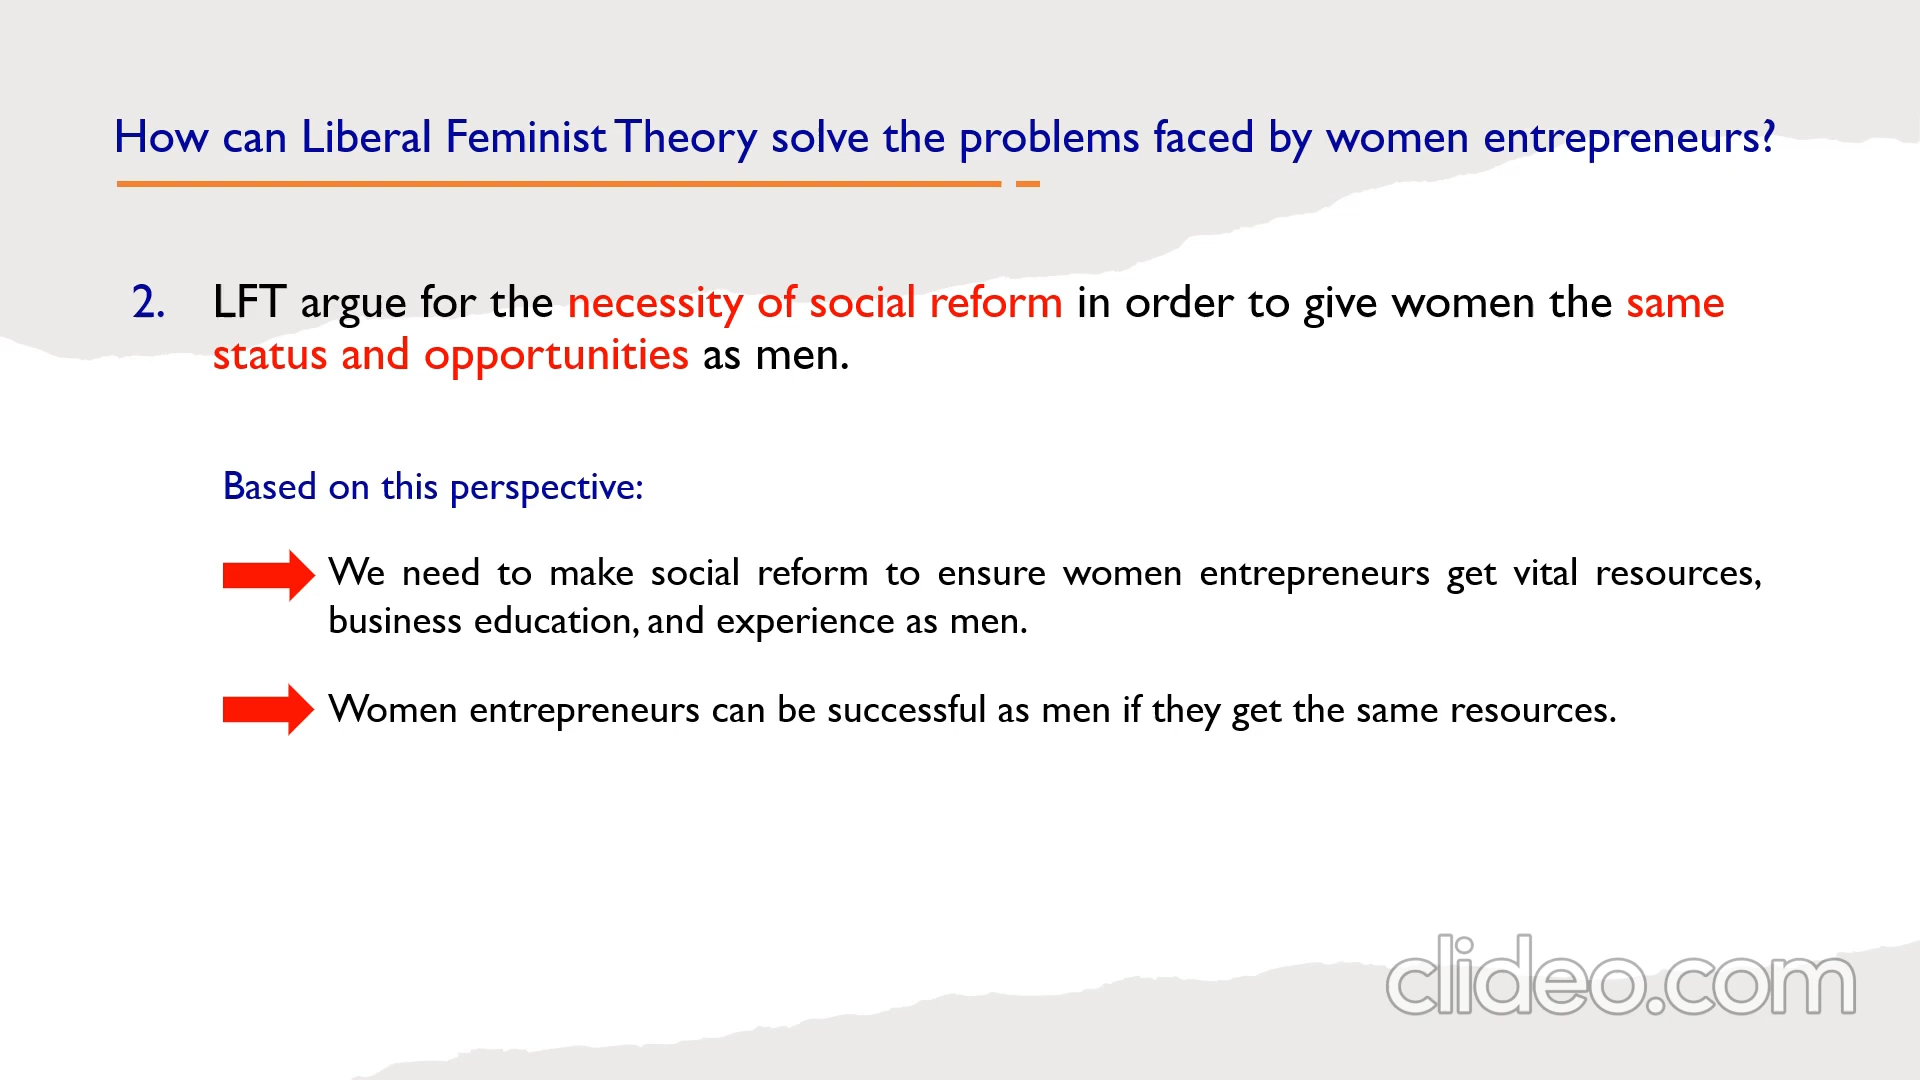 How can Liberal Feminist Theory solve the problems faced by women entrepreneurs?
2. LFT argue for the necessity of social reform in order to give women the same
status and opportunities as men.
Based on this perspective:
We need to make social reform to ensure women entrepreneurs get vital resources,
business education, and experience as men.
Women entrepreneurs can be successful as men if they get the same resources.
clideo.com